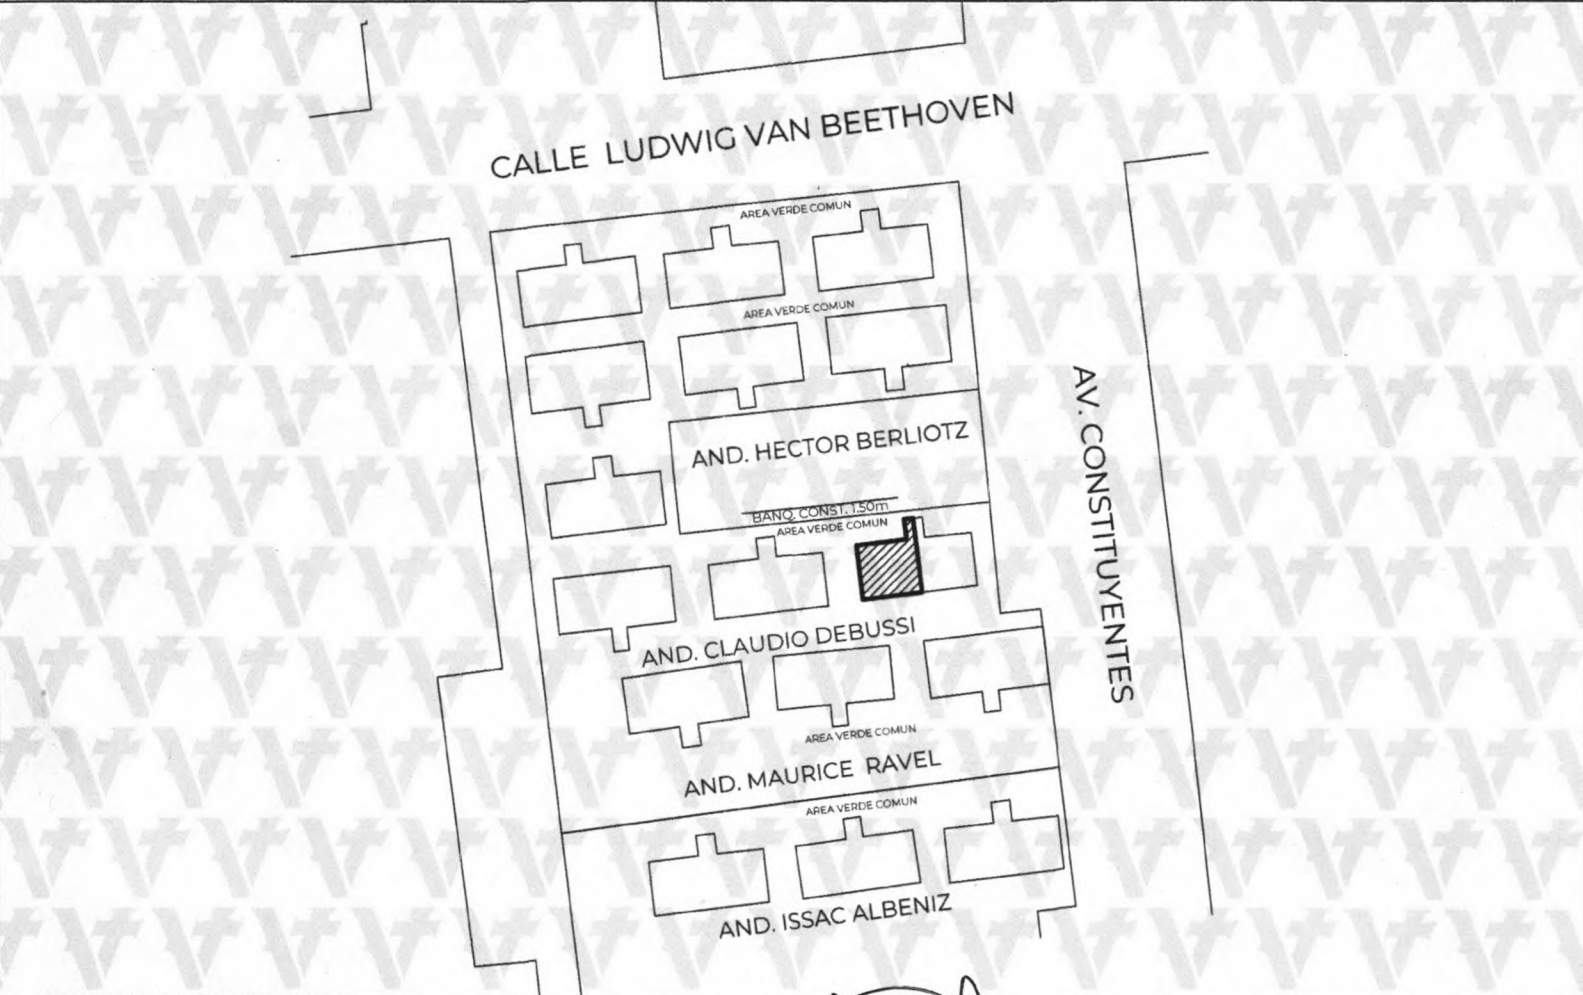 CALLE LUDWIG VAN BEETHOVEN
AREA VERDE COMUN
AREA VERDE COMUN
AV. CONSTITUYENTES
AND. HECTOR BERLIOTZ
BANQ. CONST. 1.50m
AREA VERDE COMUN
AND. CLAUDIO DEBUSSI
AREA VERDE COMUN
AND. MAURICE RAVEL
AREA VERDE COMUN
AND. ISSAC ALBENIZ